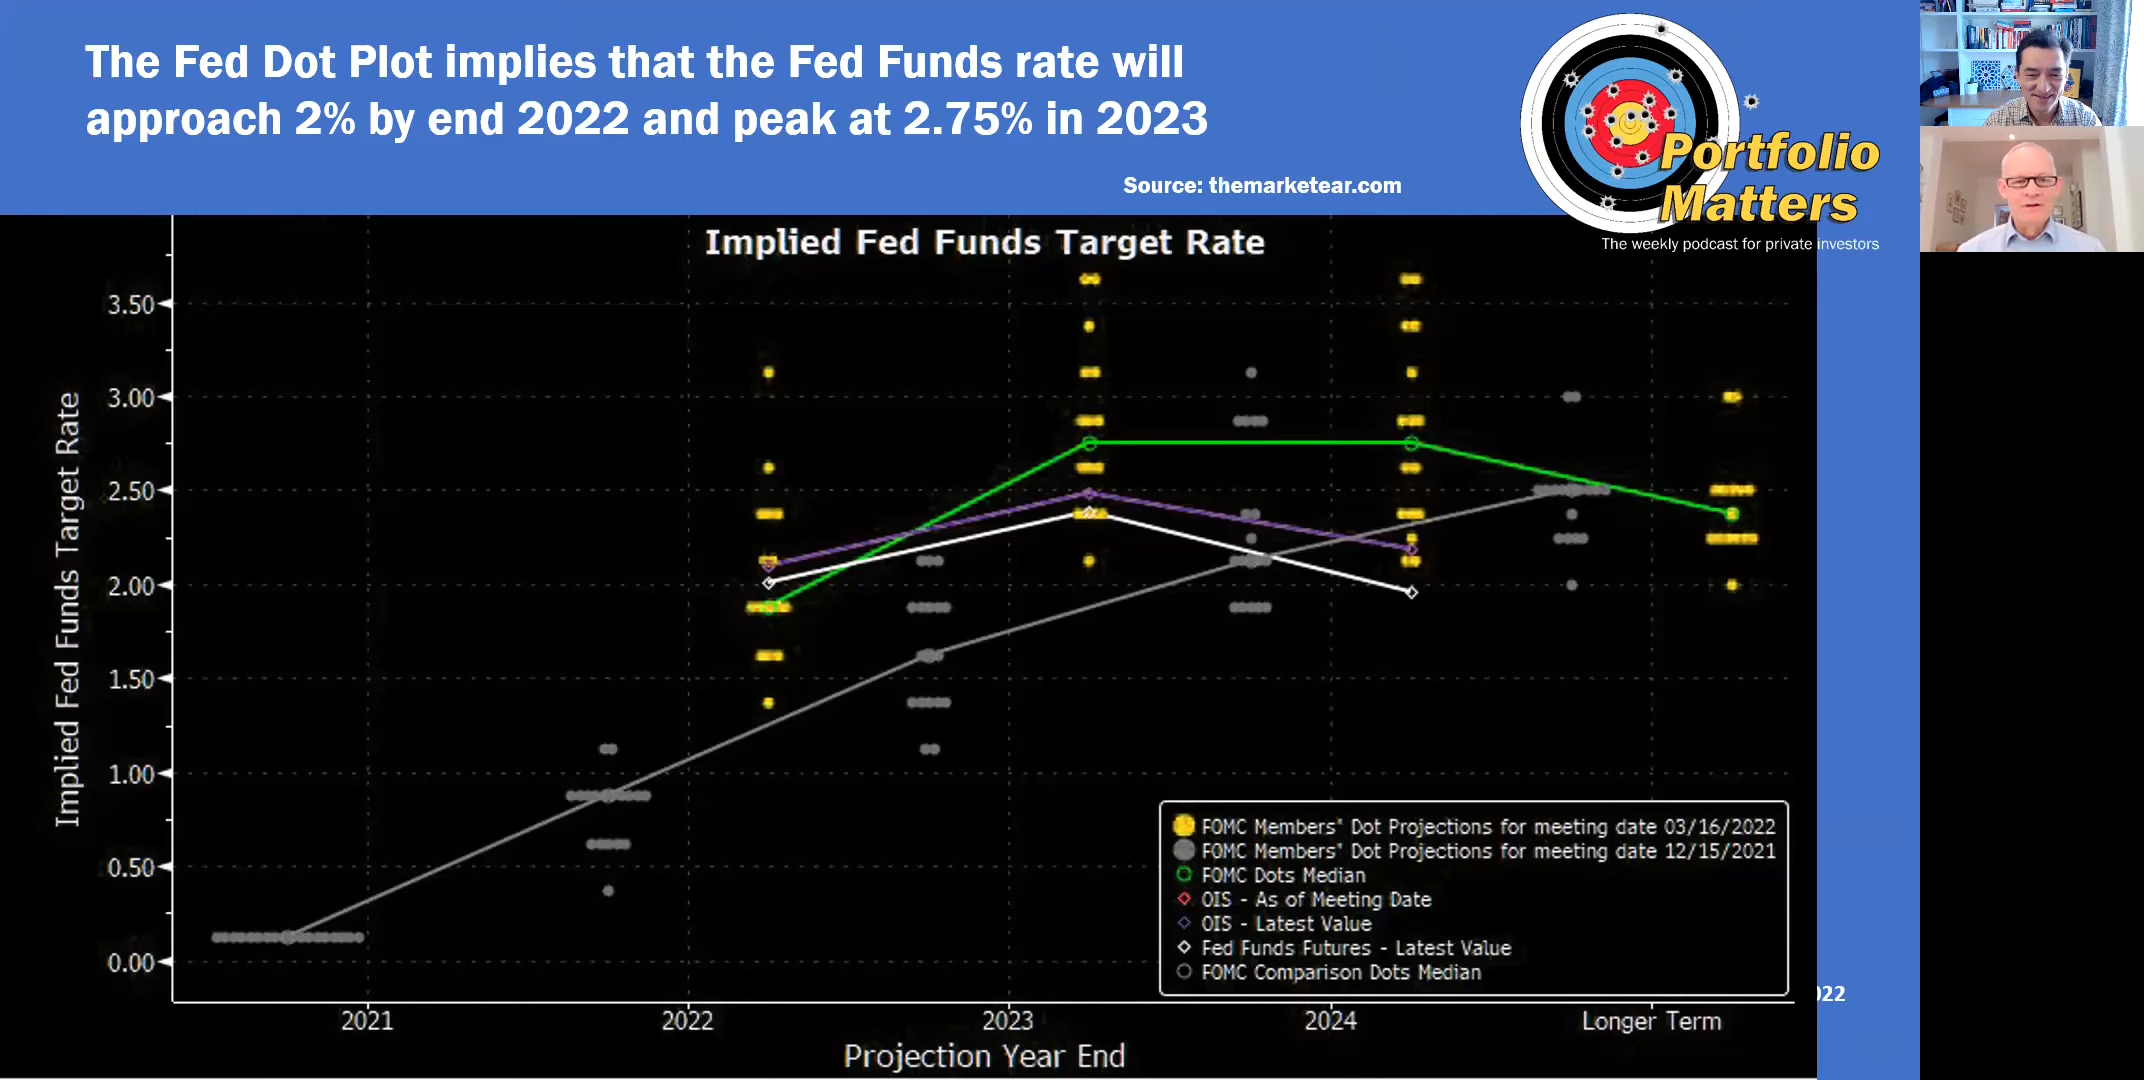 The Fed Dot Plot implies that the Fed Funds rate will
approach 2% by end 2022 and peak at 2.75% in 2023
Source: themarketear.com
Portfolio
Matters
The weekly podcast for private investors
Implied Fed Funds Target Rate
Implied Fed Funds Target Rate
3.50
3.00
2.50
2.00
1.50
1.00
0.50
0.00
FOMC Members' Dot Projections for meeting date 03/16/2022
FOMC Members' Dot Projections for meeting date 12/15/2021
FOMC Dots Median
OIS - As of Meeting Date
OIS - Latest Value
Fed Funds Futures - Latest Value
FOMC Comparison Dots Median
2021
2022
2023
2024
Longer Term
Projection Year End